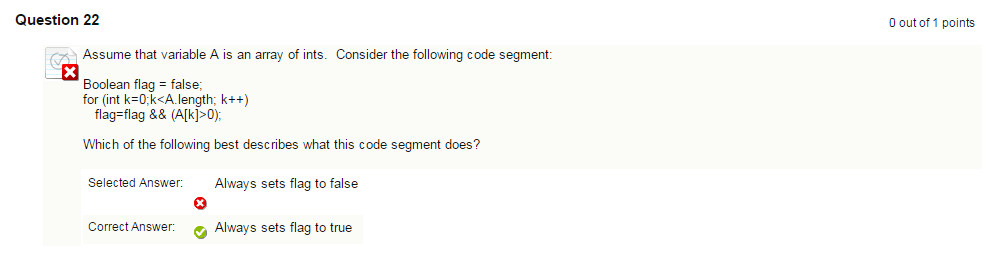 Question 22
0 out of 1 points
Assume that variable A is an array of ints. Consider the following code segment:
Boolean flag = false;
for (int k=0;k<A.length; k++)
flag=flag && (A[k]>0);
Which of the following best describes what this code segment does?
Selected Answer: Always sets flag to false
Correct Answer: Always sets flag to true